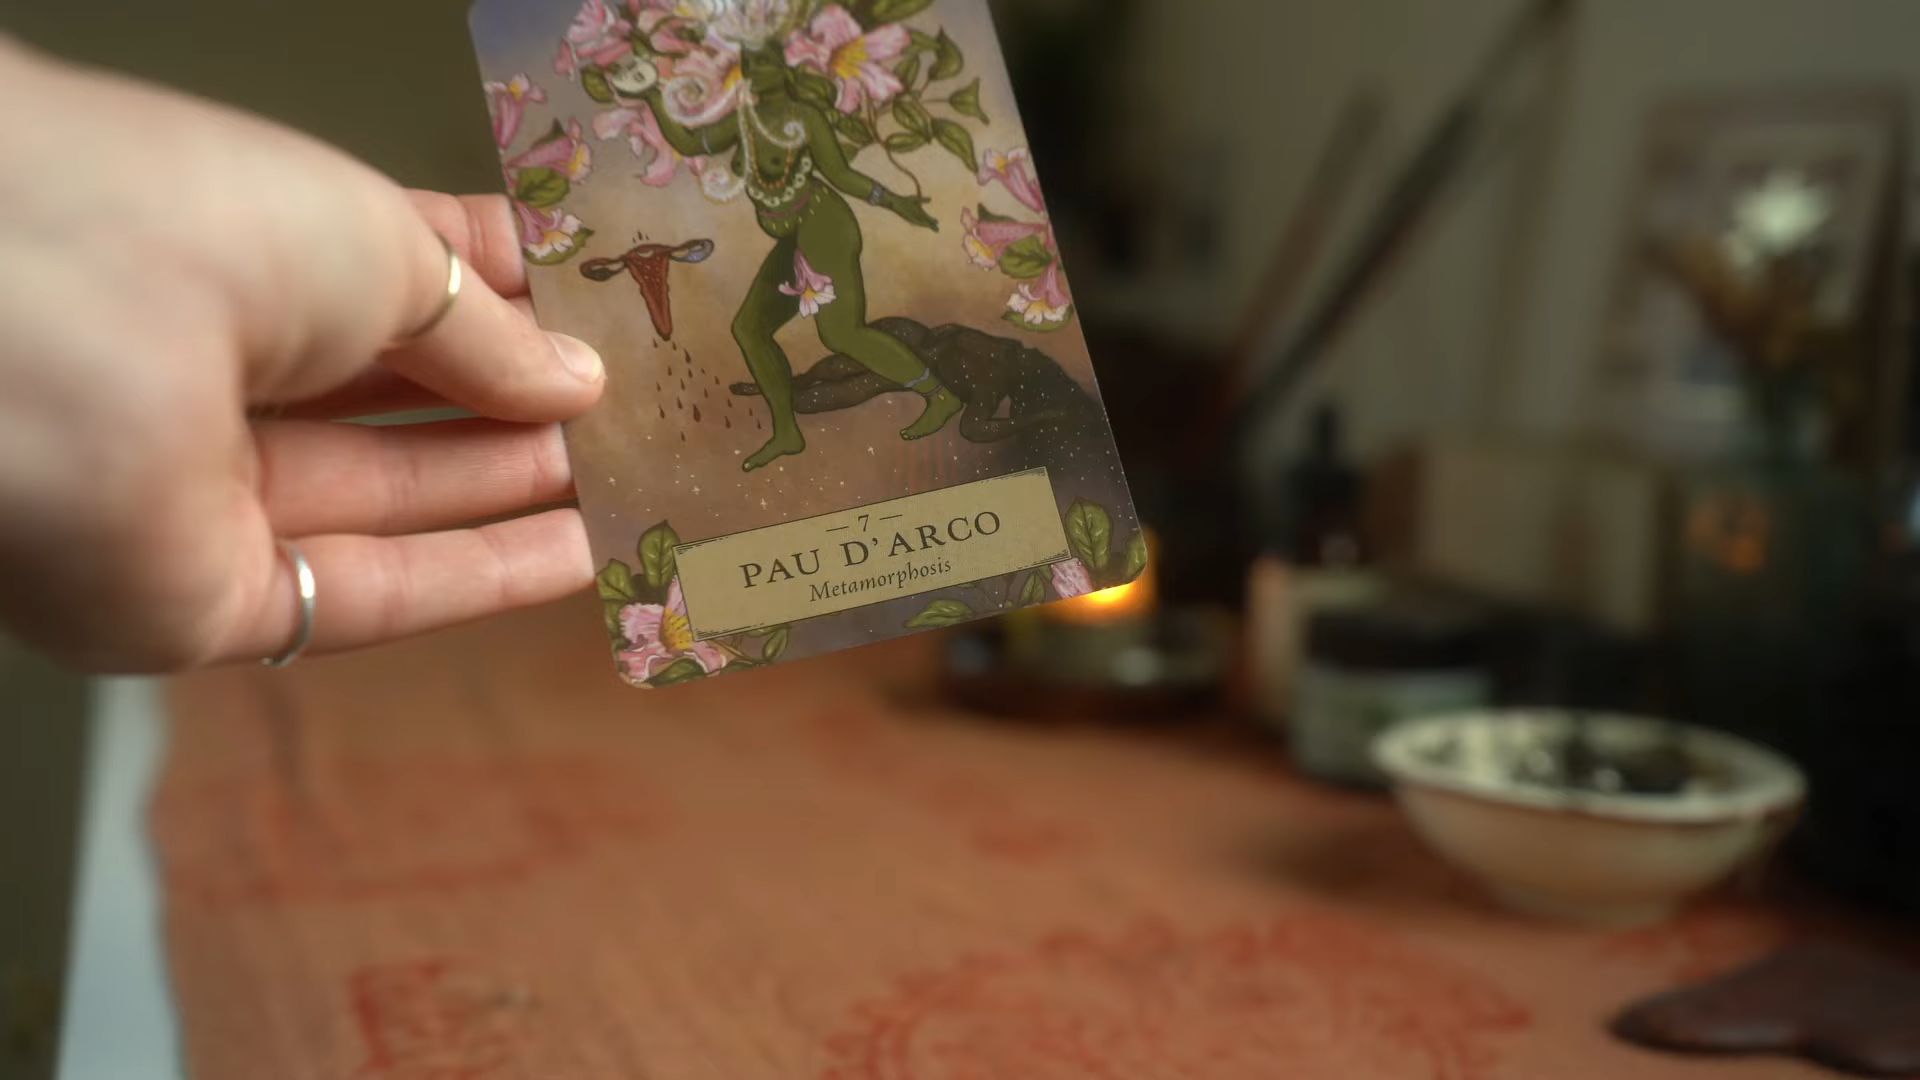 — 7 —
PAU D'ARCO
Metamorphosis